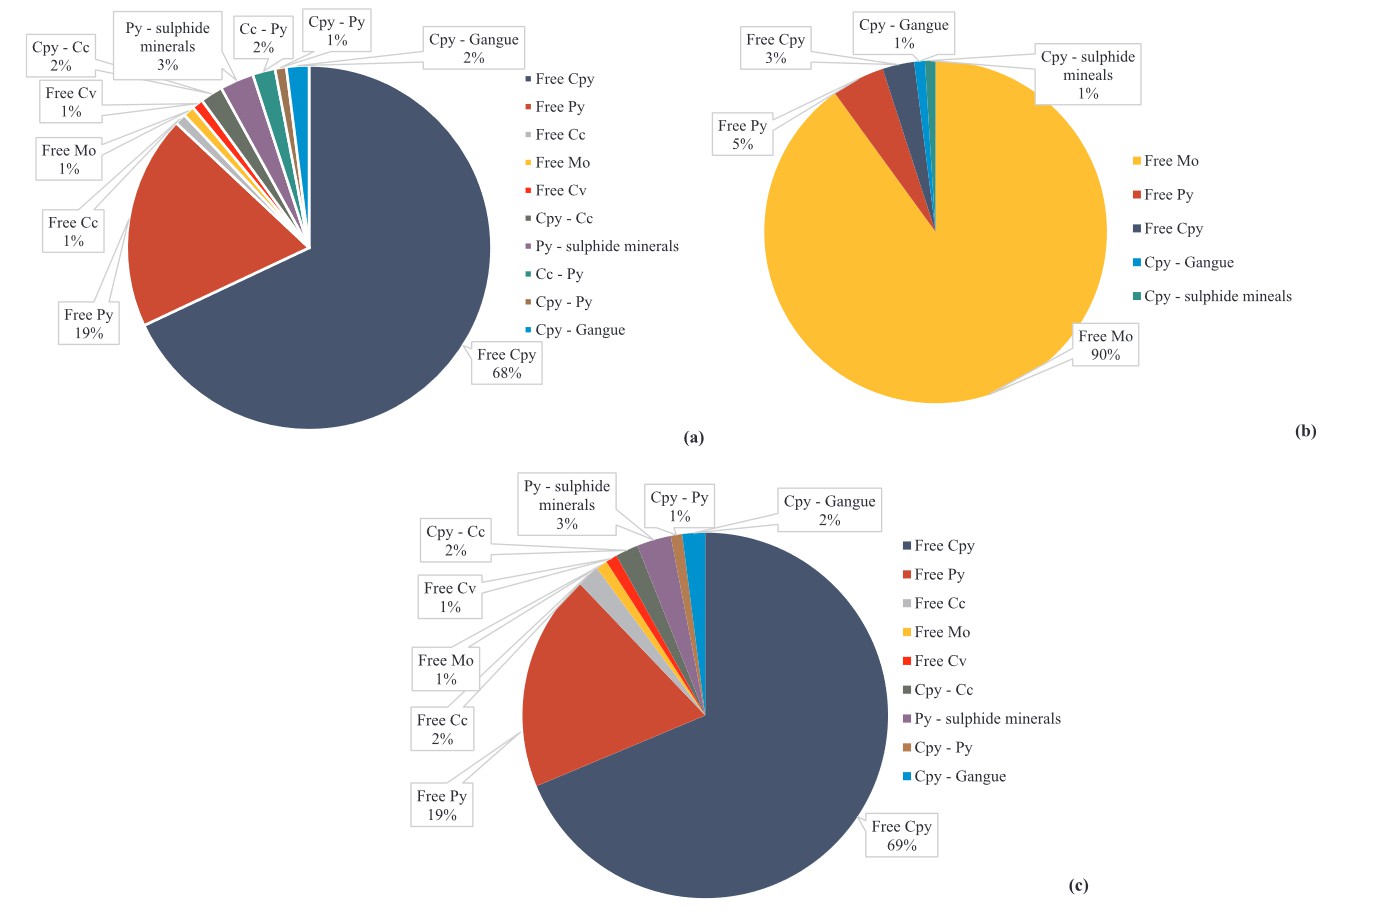 Cpy - Cc
2%
Py - sulphide
minerals
3%
Cc - Py
2%
Cpy - Py
1%
Cpy - Gangue
2%
Free Cv
1%
Free Mo
1%
Free Cc
1%
Free Py
19%
Free Cpy
68%
Free Cpy
Free Py
Free Cc
Free Mo
Free Cv
Cpy - Cc
Py - sulphide minerals
Cc - Py
Cpy - Py
Cpy - Gangue
(a)
Free Cpy
3%
Cpy - Gangue
1%
Cpy - sulphide
mineals
1%
Free Py
5%
Free Mo
90%
Free Mo
Free Py
Free Cpy
Cpy - Gangue
Cpy - sulphide mineals
(b)
Py - sulphide
minerals
3%
Cpy - Py
1%
Cpy - Gangue
2%
Cpy - Cc
2%
Free Cv
1%
Free Mo
1%
Free Cc
2%
Free Py
19%
Free Cpy
69%
Free Cpy
Free Py
Free Cc
Free Mo
Free Cv
Cpy - Cc
Py - sulphide minerals
Cpy - Py
Cpy - Gangue
(c)